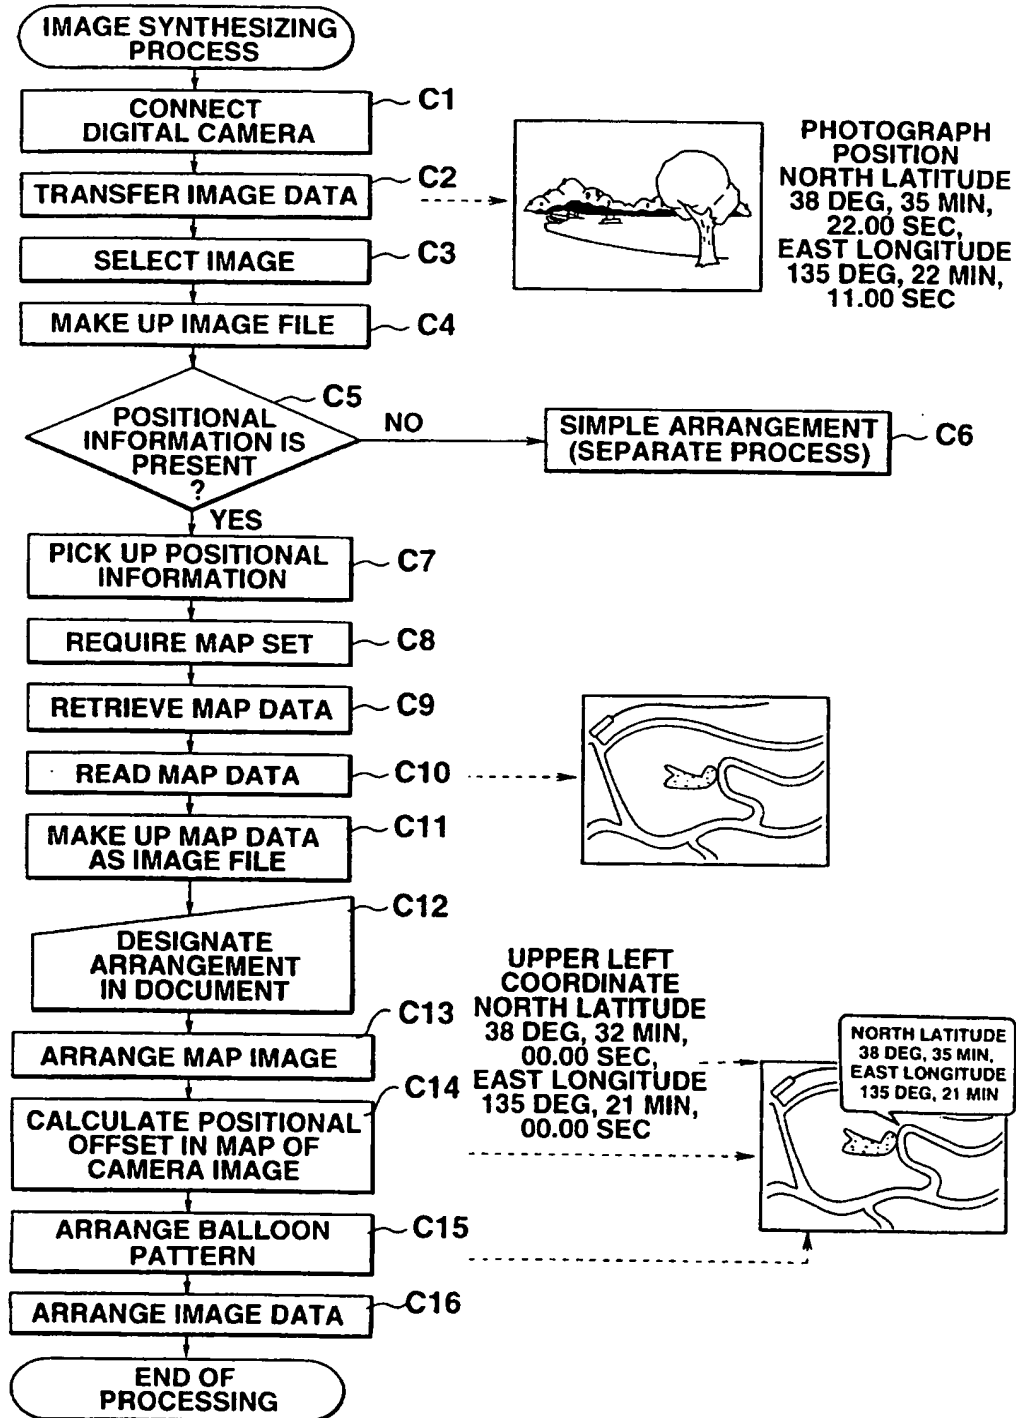 IMAGE SYNTHESIZING
PROCESS
CONNECT
DIGITAL CAMERA
C1
TRANSFER IMAGE DATA
C2
PHOTOGRAPH
POSITION
NORTH LATITUDE
38 DEG, 35 MIN,
22.00 SEC,
EAST LONGITUDE
135 DEG, 22 MIN,
11.00 SEC
SELECT IMAGE
C3
MAKE UP IMAGE FILE
C4
C5
POSITIONAL
INFORMATION IS
PRESENT
?
NO
SIMPLE ARRANGEMENT
(SEPARATE PROCESS)
C6
YES
PICK UP POSITIONAL
INFORMATION
C7
REQUIRE MAP SET
C8
RETRIEVE MAP DATA
C9
READ MAP DATA
C10
MAKE UP MAP DATA
AS IMAGE FILE
C11
C12
DESIGNATE
ARRANGEMENT
IN DOCUMENT
C13
ARRANGE MAP IMAGE
UPPER LEFT
COORDINATE
NORTH LATITUDE
38 DEG, 32 MIN,
00.00 SEC,
EAST LONGITUDE
135 DEG, 21 MIN,
00.00 SEC
NORTH LATITUDE
38 DEG, 35 MIN,
EAST LONGITUDE
135 DEG, 21 MIN
C14
CALCULATE POSITIONAL
OFFSET IN MAP OF
CAMERA IMAGE
ARRANGE BALLOON
PATTERN
C15
ARRANGE IMAGE DATA
C16
END OF
PROCESSING